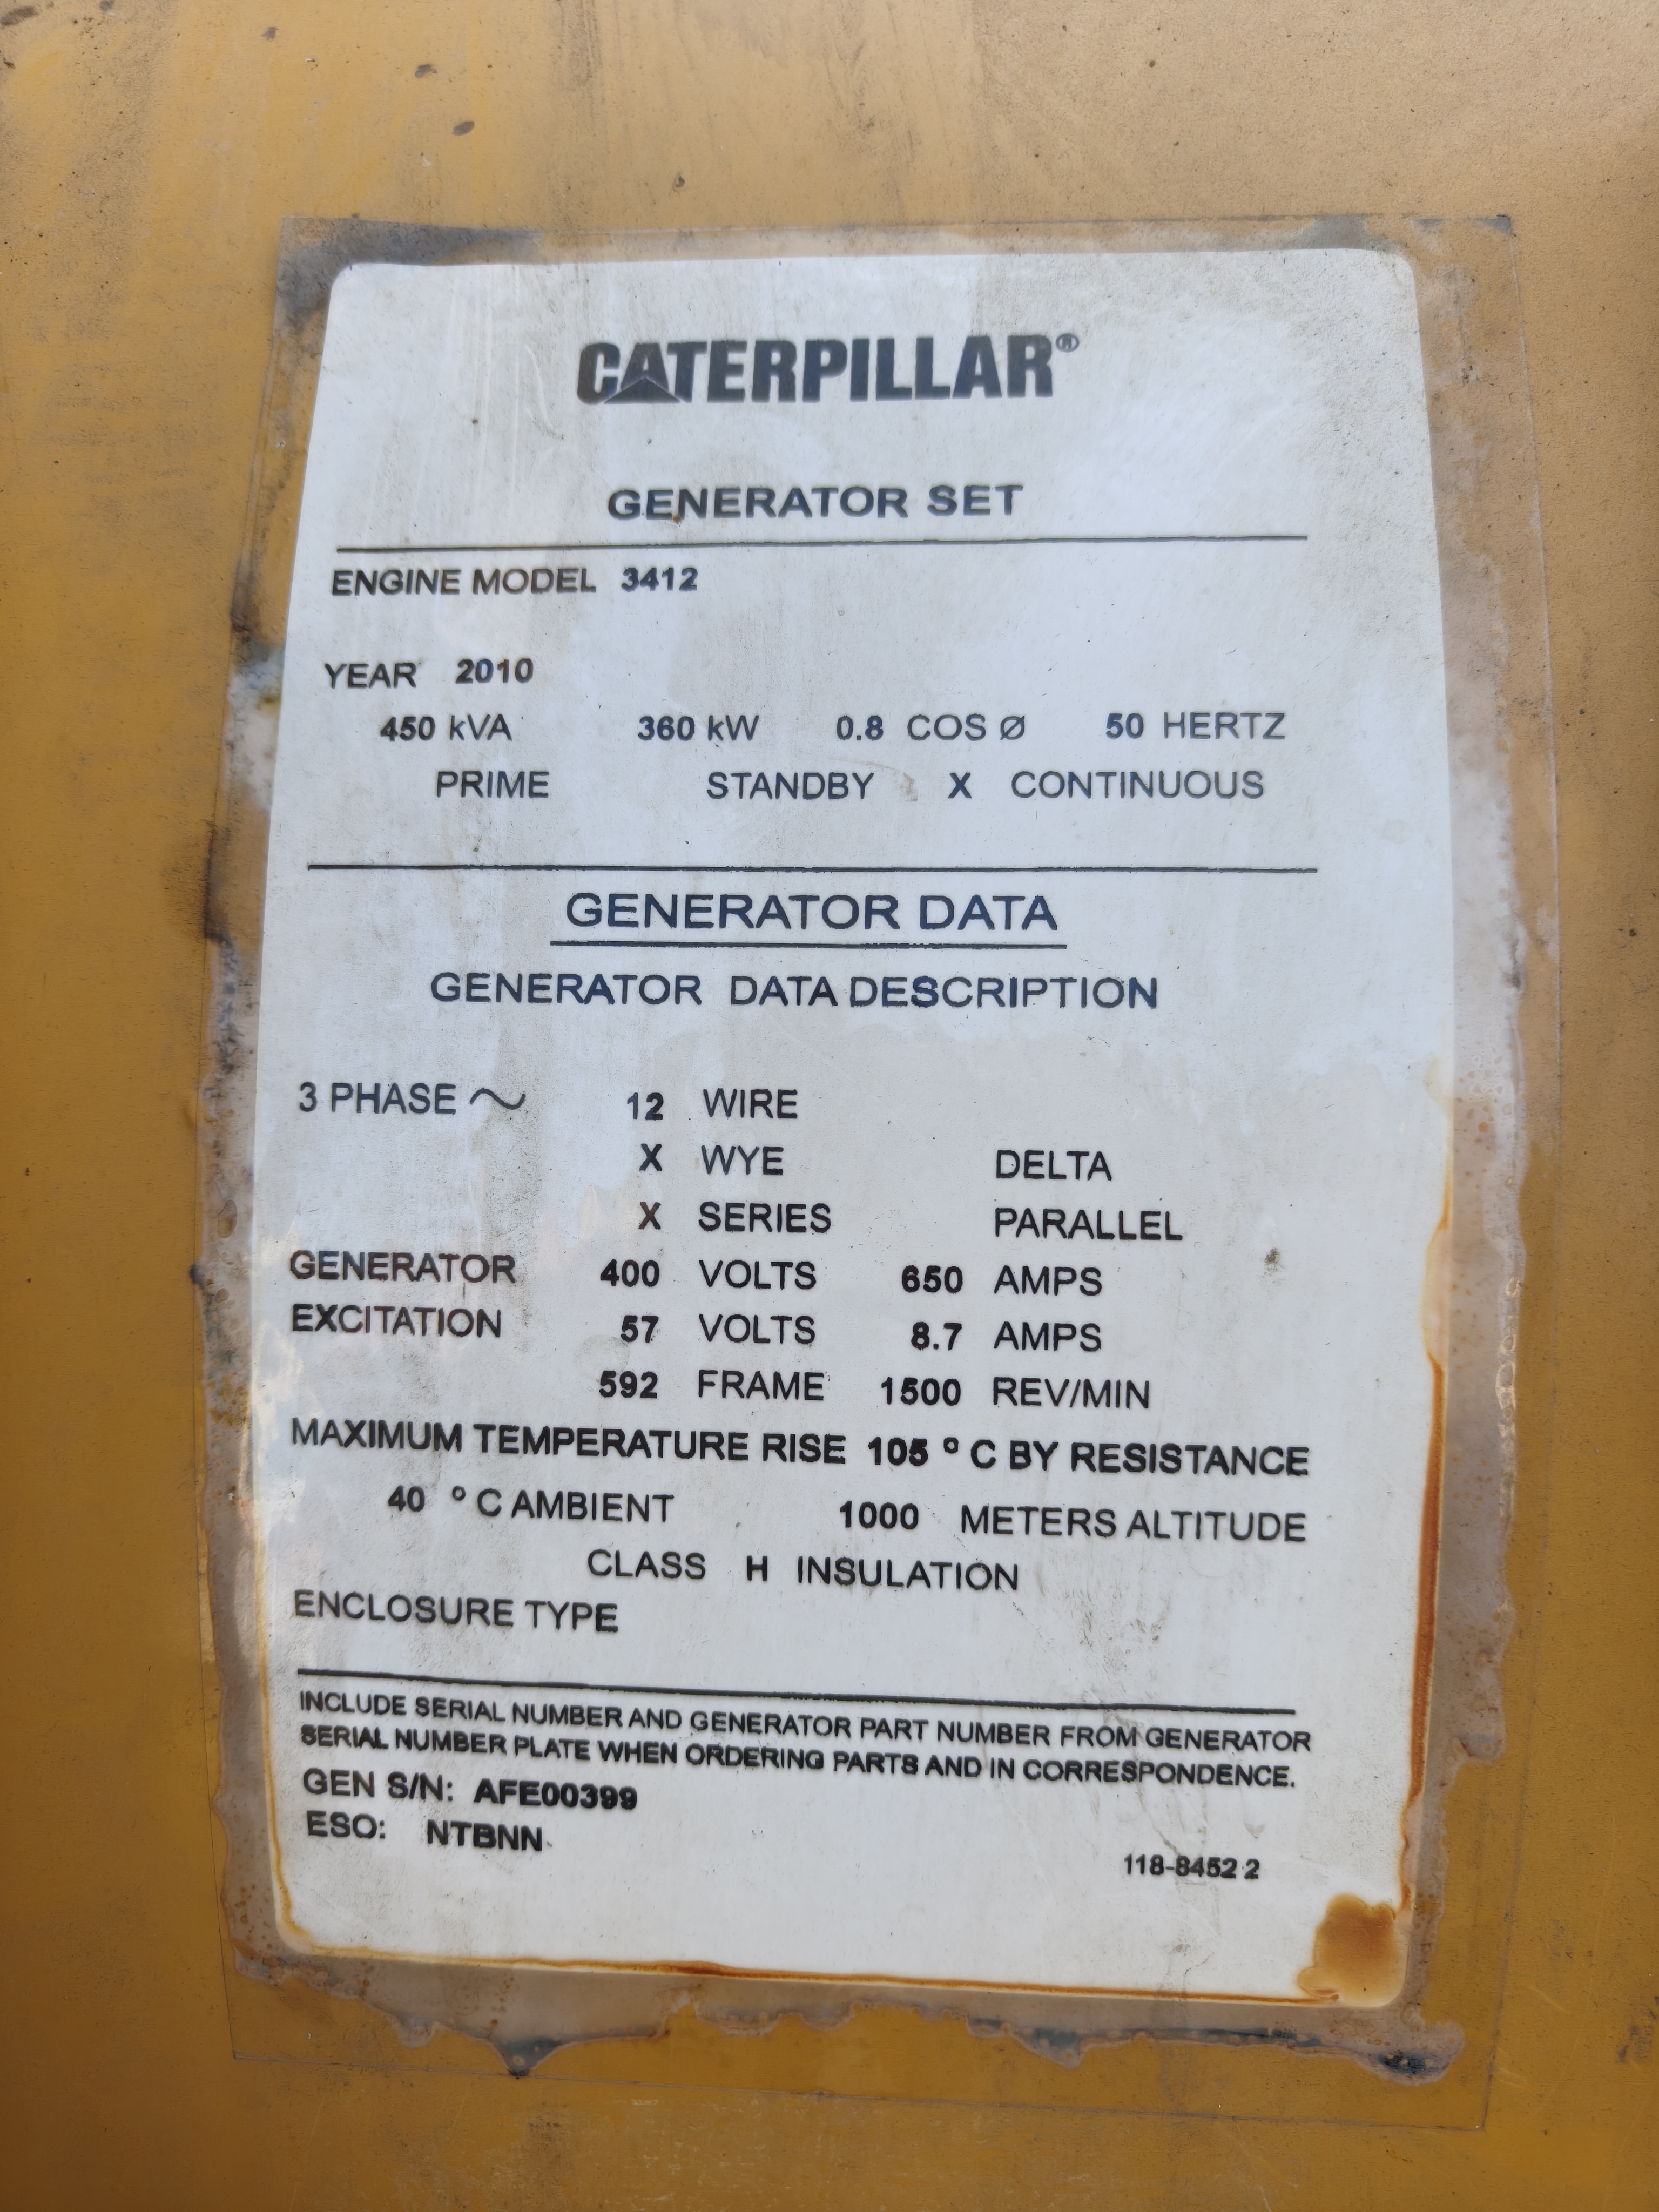 CATERPILLAR®
GENERATOR SET
ENGINE MODEL 3412
YEAR 2010
450 kVA 360 kW 0.8 COS Ø 50 HERTZ
PRIME STANDBY X CONTINUOUS
GENERATOR DATA
GENERATOR DATA DESCRIPTION
3 PHASE ~ 12 WIRE
X WYE DELTA
X SERIES PARALLEL
GENERATOR 400 VOLTS 650 AMPS
EXCITATION 57 VOLTS 8.7 AMPS
592 FRAME 1500 REV/MIN
MAXIMUM TEMPERATURE RISE 105 °C BY RESISTANCE
40 °C AMBIENT 1000 METERS ALTITUDE
CLASS H INSULATION
ENCLOSURE TYPE
INCLUDE SERIAL NUMBER AND GENERATOR PART NUMBER FROM GENERATOR
SERIAL NUMBER PLATE WHEN ORDERING PARTS AND IN CORRESPONDENCE.
GEN S/N: AFE00399
ESO: NTBNN
118-8452 2